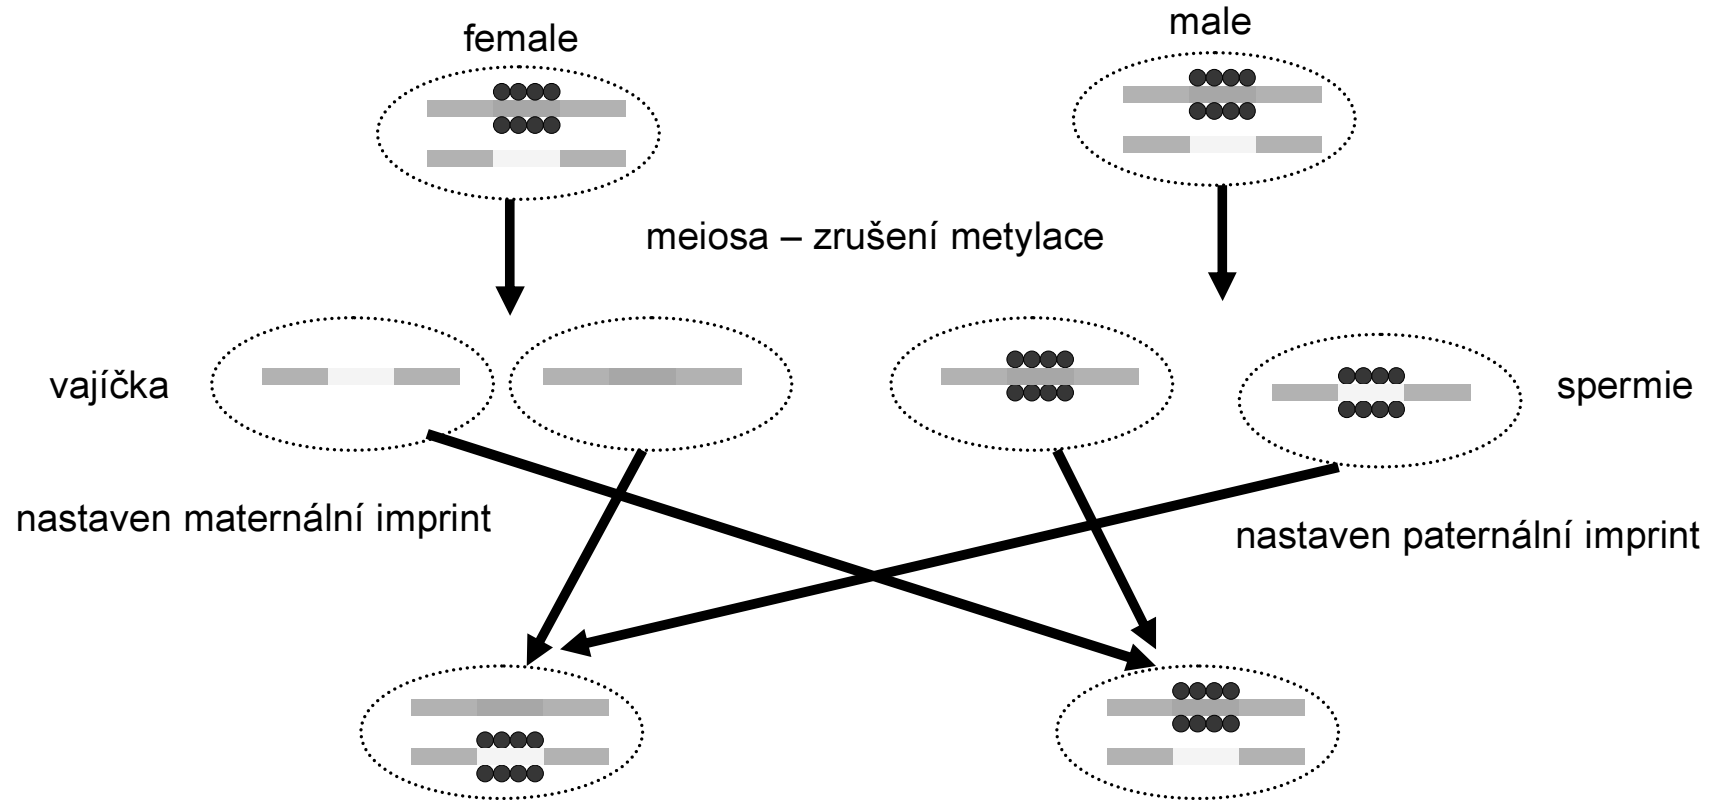 female
male
meiosa – zrušení metylace
vajíčka
spermie
nastaven maternální imprint
nastaven paternální imprint